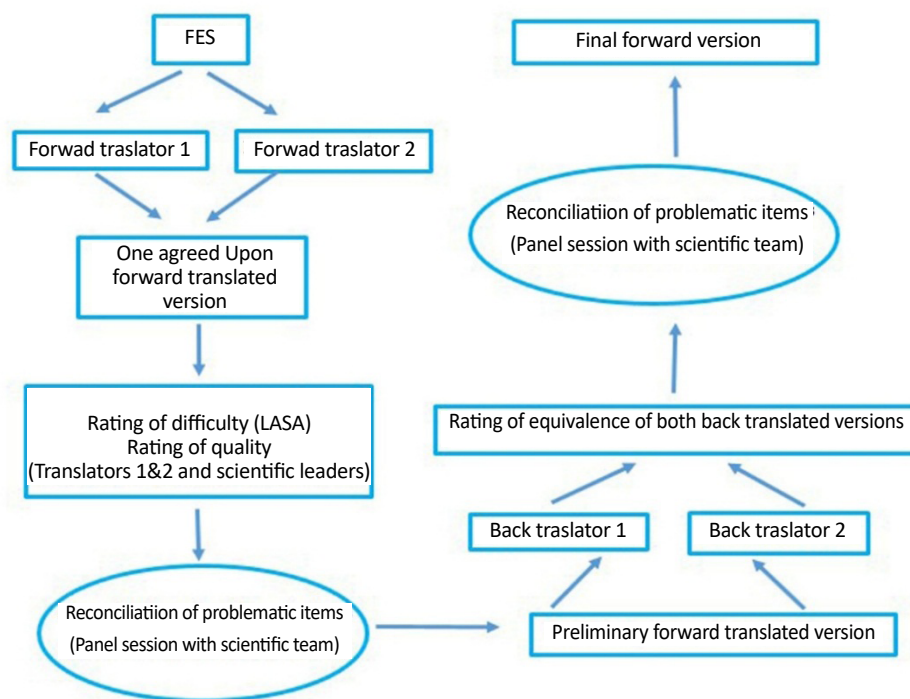 FES
Forwad traslator 1
Forwad traslator 2
One agreed Upon
forward translated
version
Rating of difficulty (LASA)
Rating of quality
(Translators 1&2 and scientific leaders)
Reconciliatiion of problematic items
(Panel session with scientific team)
Preliminary forward translated version
Back traslator 1
Back traslator 2
Rating of equivalence of both back translated versions
Reconciliatiion of problematic items
(Panel session with scientific team)
Final forward version